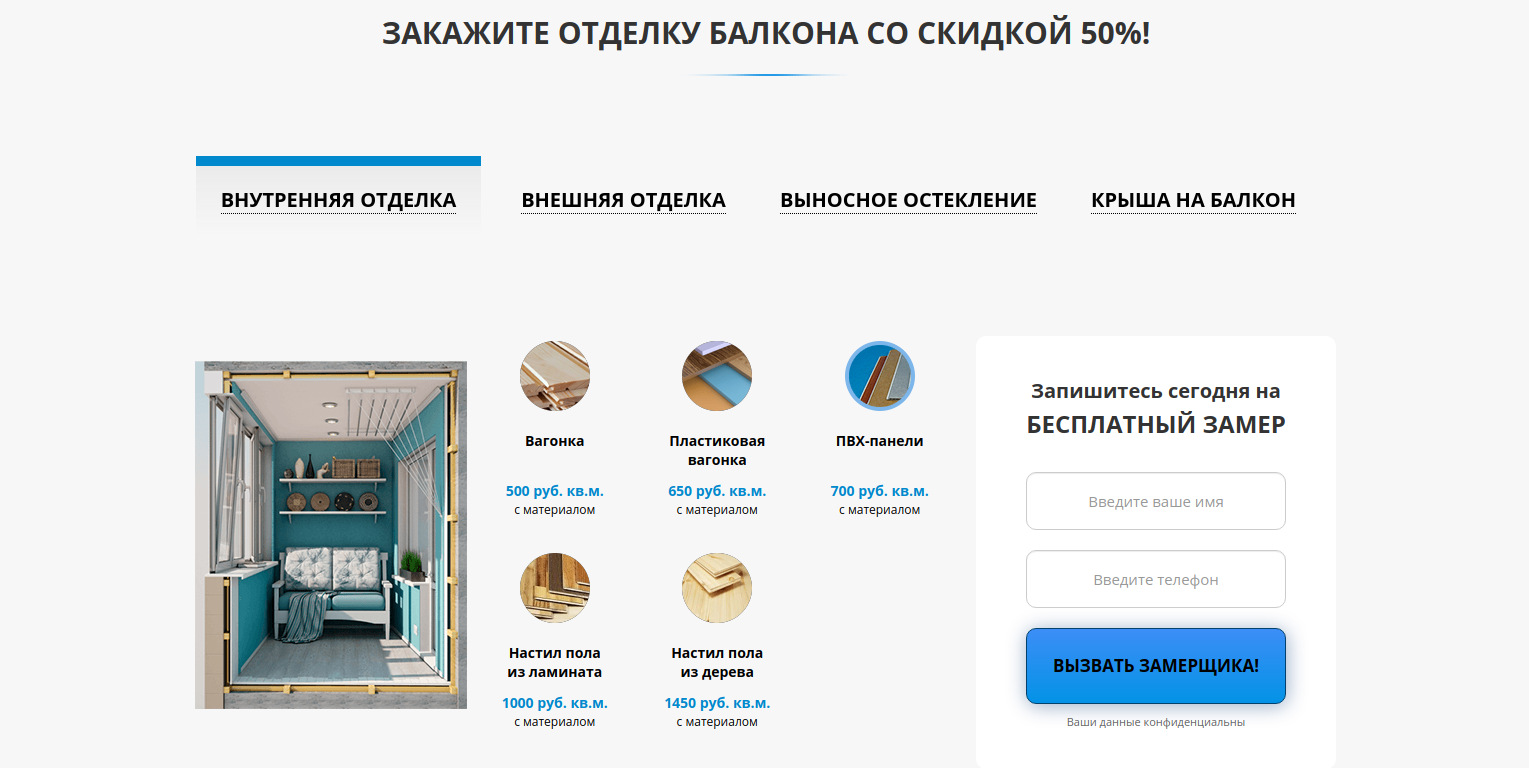 ЗАКАЖИТЕ ОТДЕЛКУ БАЛКОНА СО СКИДКОЙ 50%!
ВНУТРЕННЯЯ ОТДЕЛКА
ВНЕШНЯЯ ОТДЕЛКА
ВЫНОСНОЕ ОСТЕКЛЕНИЕ
КРЫША НА БАЛКОН
Вагонка
500 руб. кв.м.
с материалом
Пластиковая
вагонка
650 руб. кв.м.
с материалом
ПВХ-панели
700 руб. кв.м.
с материалом
Настил пола
из ламината
1000 руб. кв.м.
с материалом
Настил пола
из дерева
1450 руб. кв.м.
с материалом
Запишитесь сегодня на
БЕСПЛАТНЫЙ ЗАМЕР
Введите ваше имя
Введите телефон
ВЫЗВАТЬ ЗАМЕРЩИКА!
Ваши данные конфиденциальны